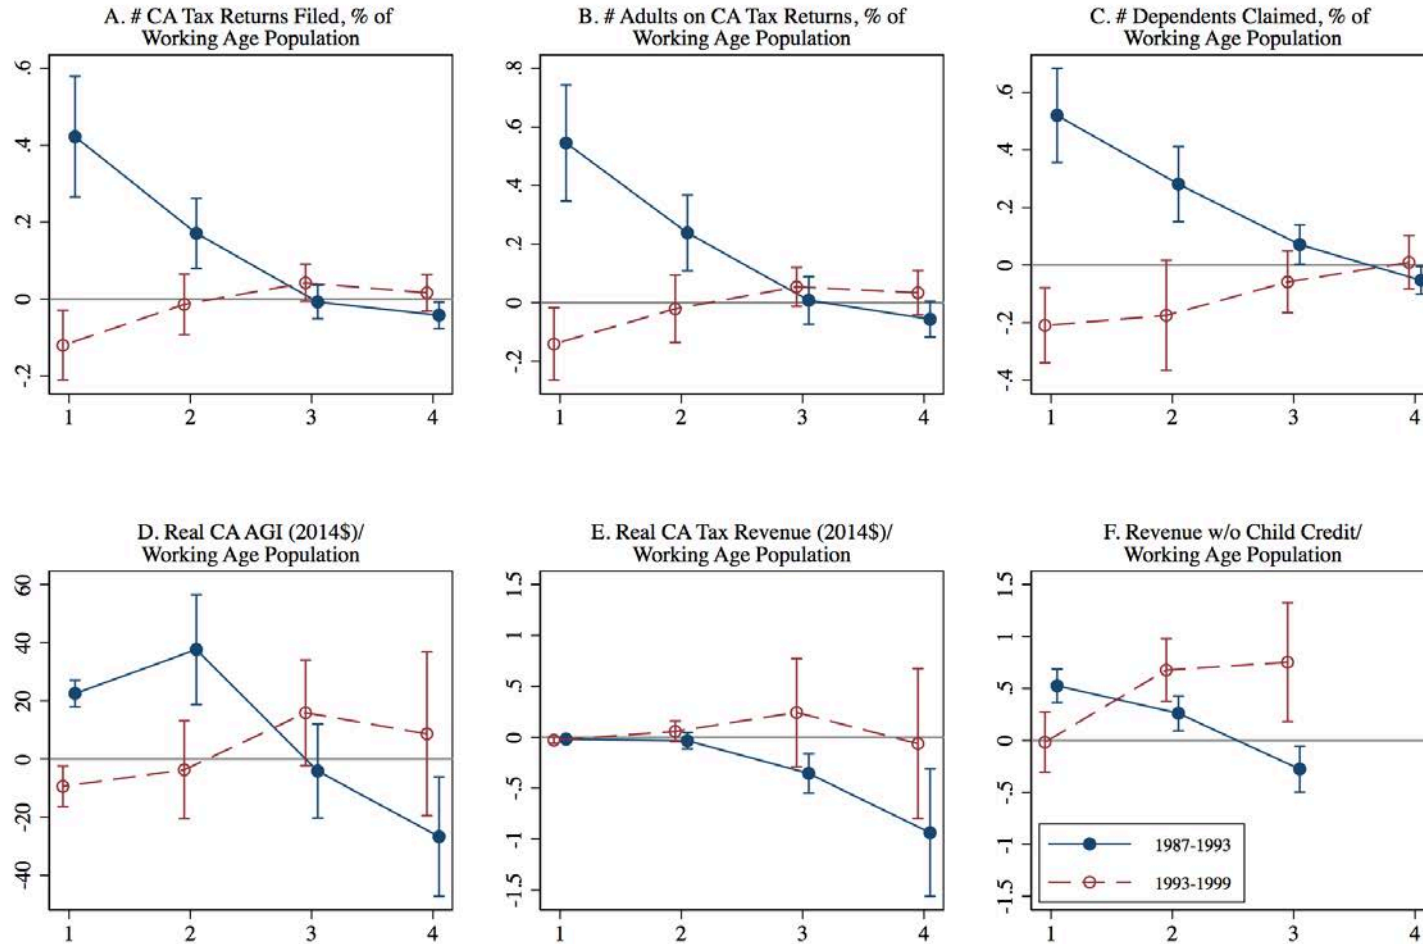 A. # CA Tax Returns Filed, % of
Working Age Population
.6
.4
.2
0
-.2
1 2 3 4
B. # Adults on CA Tax Returns, % of
Working Age Population
.8
.6
.4
.2
0
-.2
1 2 3 4
C. # Dependents Claimed, % of
Working Age Population
.6
.4
.2
0
-.2
-.4
1 2 3 4
D. Real CA AGI (2014$)/
Working Age Population
60
40
20
0
-20
-40
1 2 3 4
E. Real CA Tax Revenue (2014$)/
Working Age Population
1.5
1
.5
0
-.5
-1
-1.5
1 2 3 4
F. Revenue w/o Child Credit/
Working Age Population
1.5
1
.5
0
-.5
-1
-1.5
1987-1993
1993-1999
1 2 3 4